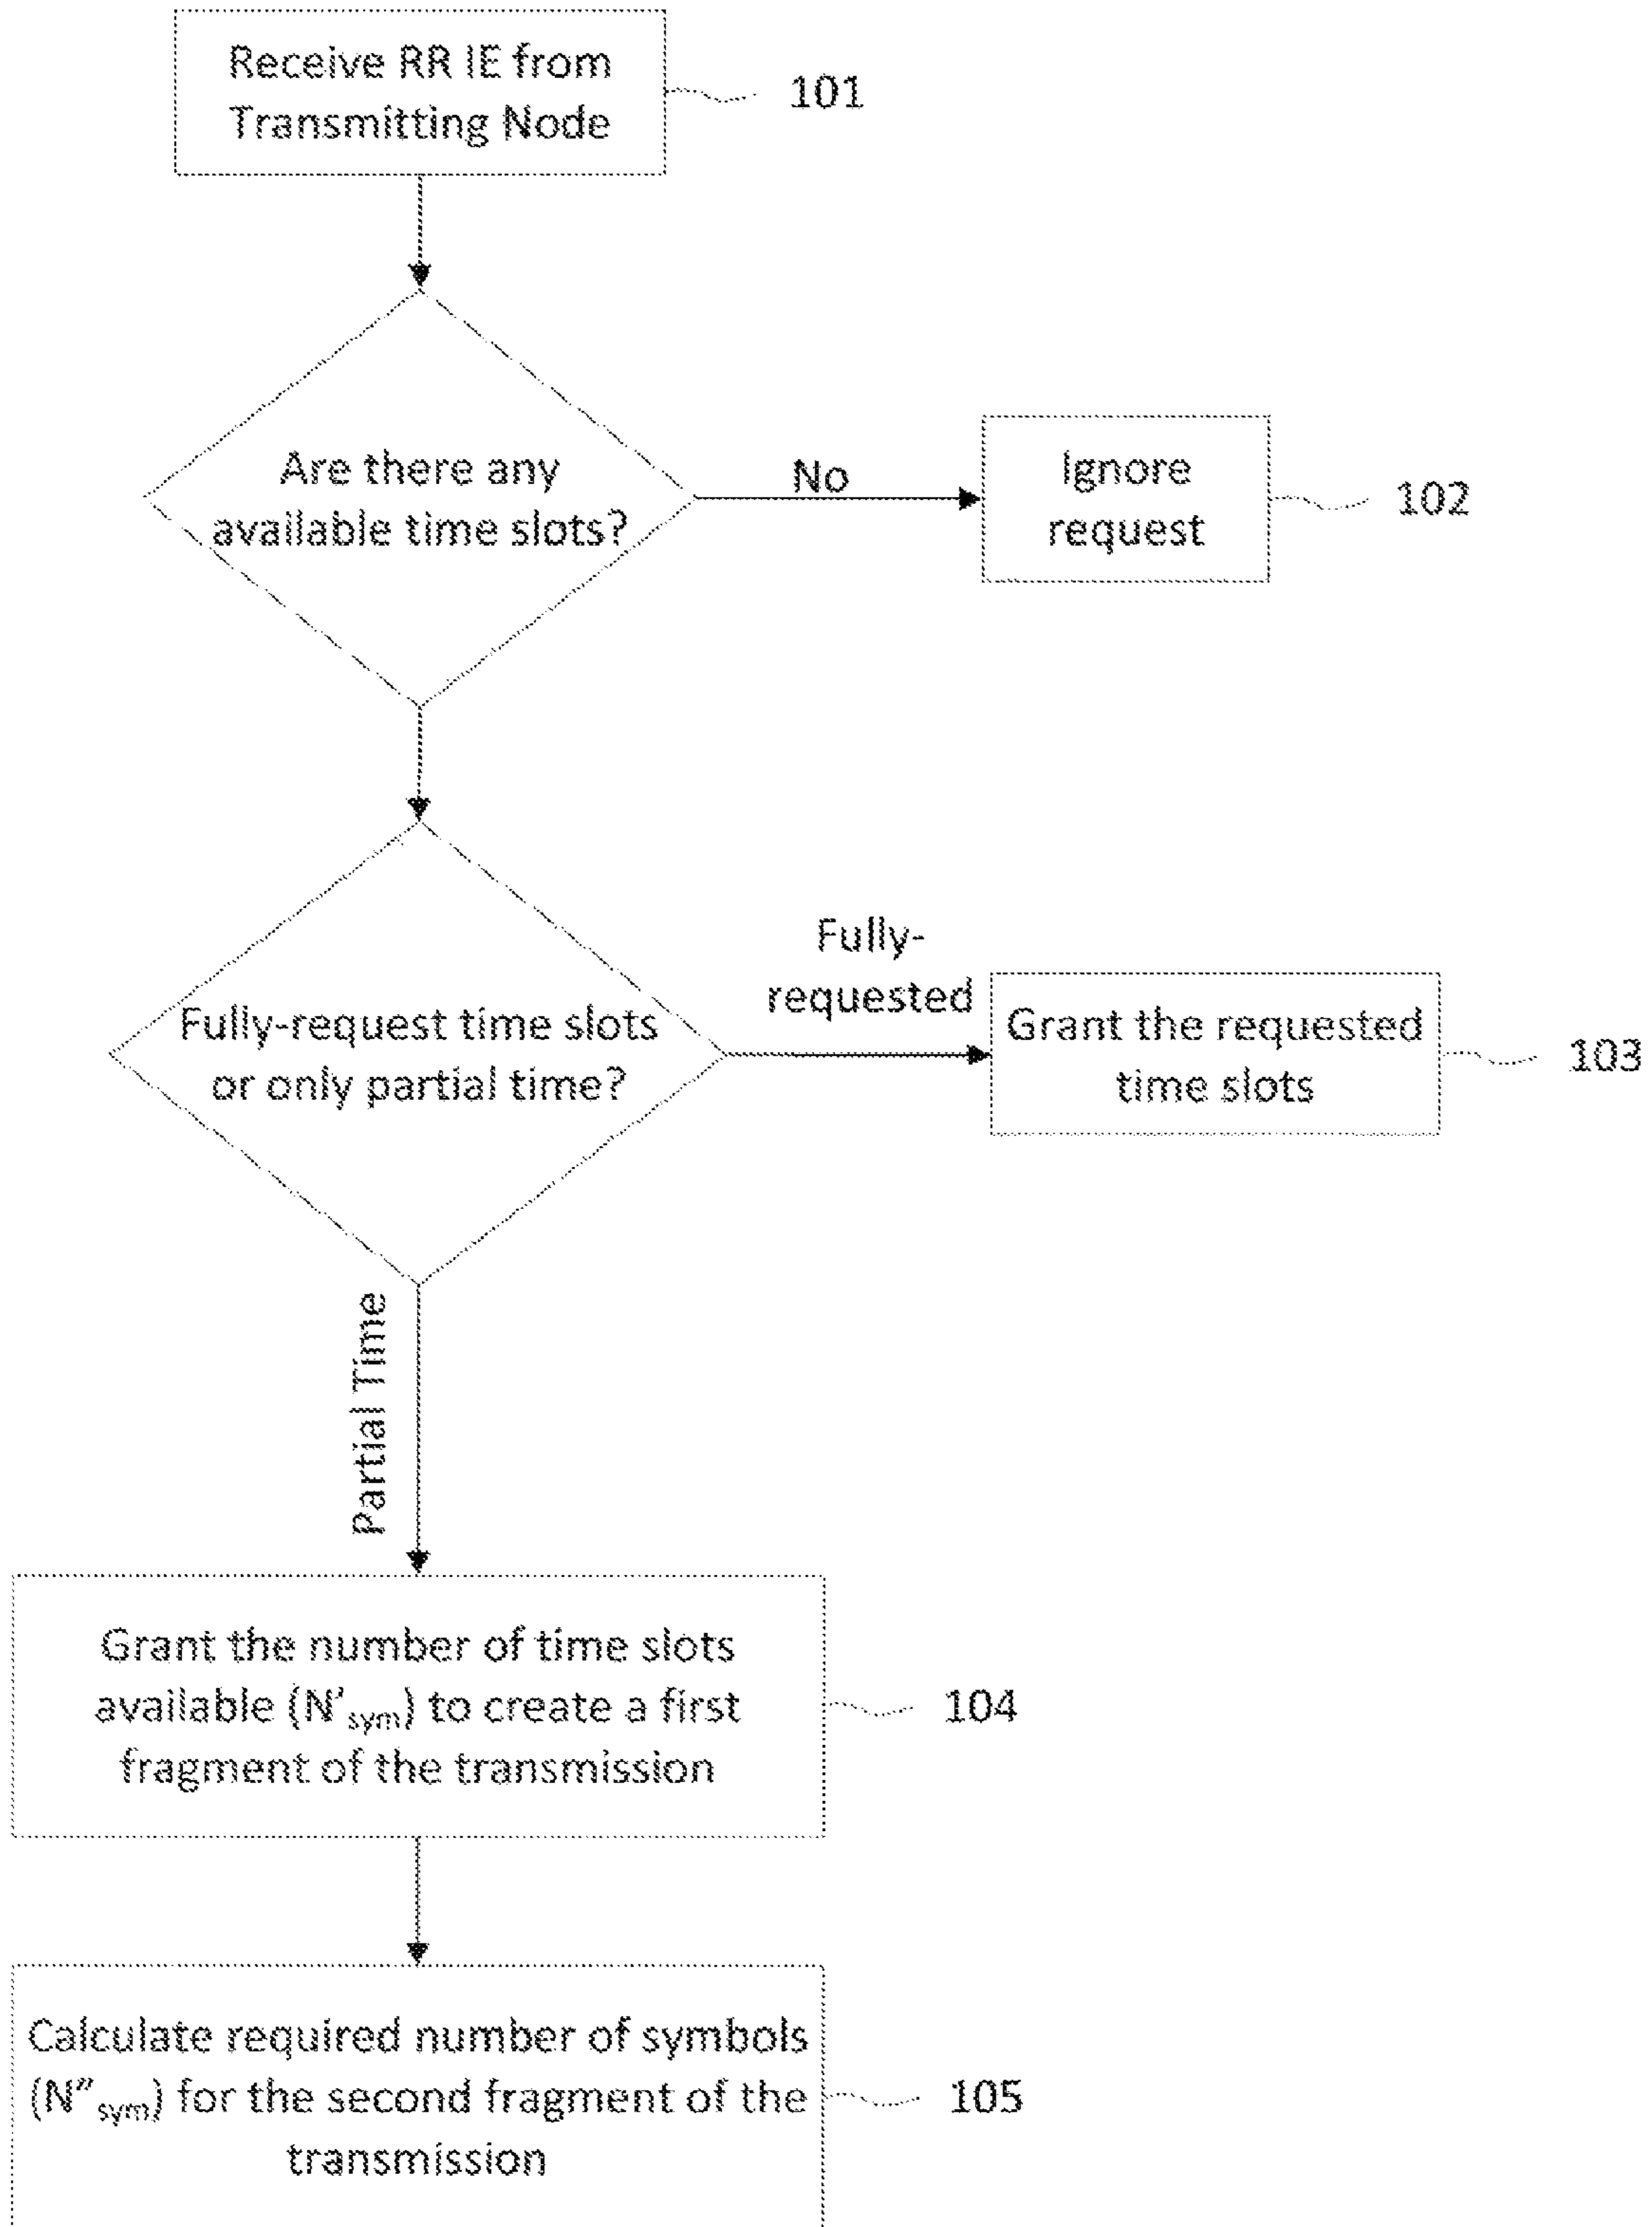 Receive RR IE from
Transmitting Node
101
Are there any
available time slots?
No
Ignore
request
102
Fully-request time slots
or only partial time?
Fully-
requested
Grant the requested
time slots
103
Partial Time
Grant the number of time slots
available (N'sym) to create a first
fragment of the transmission
104
Calculate required number of symbols
(N"sym) for the second fragment of the
transmission
105